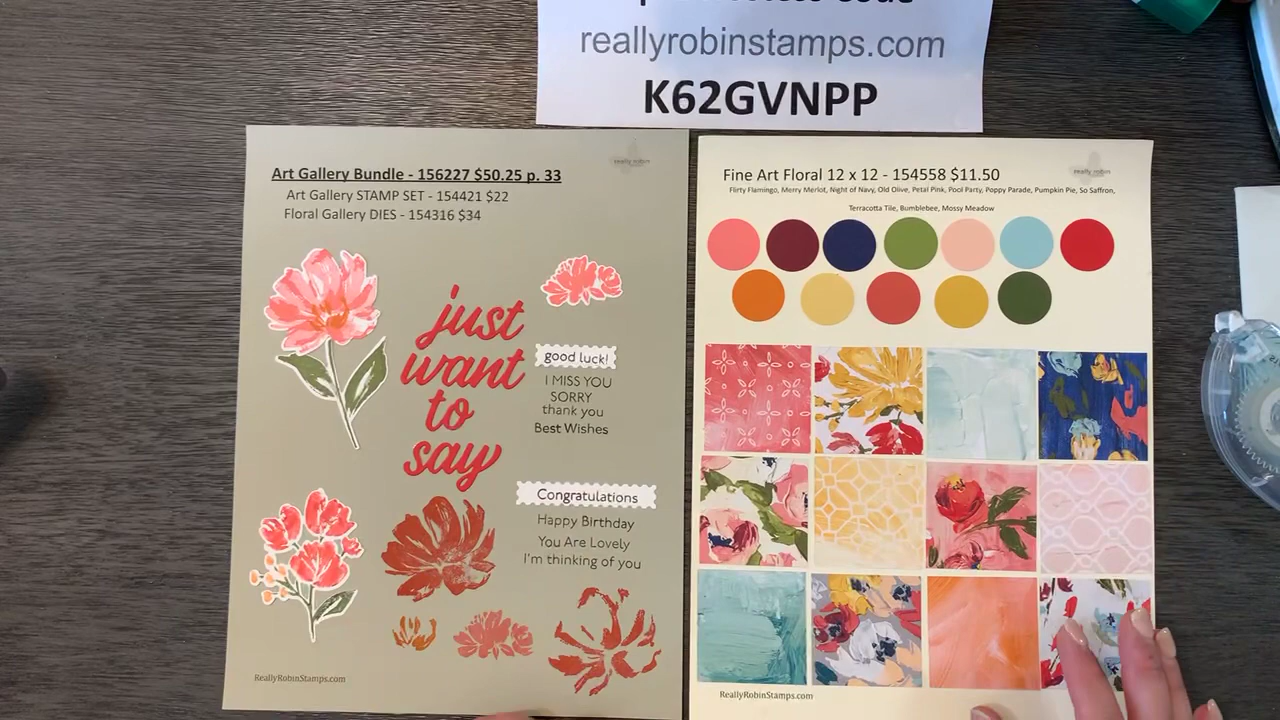 reallyrobinstamps.com
K62GVNPP
Art Gallery Bundle - 156227 $50.25 p. 33
Art Gallery STAMP SET - 154421 $22
Floral Gallery DIES - 154316 $34
really robin
just
want
to
say
good luck!
I MISS YOU
SORRY
thank you
Best Wishes
Congratulations
Happy Birthday
You Are Lovely
I'm thinking of you
ReallyRobinStamps.com
Fine Art Floral 12 x 12 - 154558 $11.50
really robin
Flirty Flamingo, Merry Merlot, Night of Navy, Old Olive, Petal Pink, Pool Party, Poppy Parade, Pumpkin Pie, So Saffron,
Terracotta Tile, Bumblebee, Mossy Meadow
ReallyRobinStamps.com